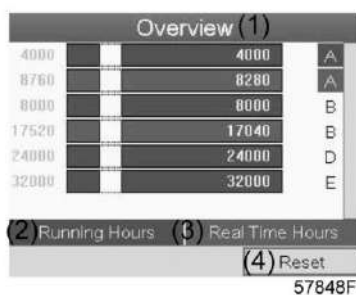 Overview (1)
4000 4000 A
8760 8280 A
8000 8000 B
17520 17040 B
24000 24000 D
32000 32000 E
(2) Running Hours (3) Real Time Hours
(4) Reset
57848F